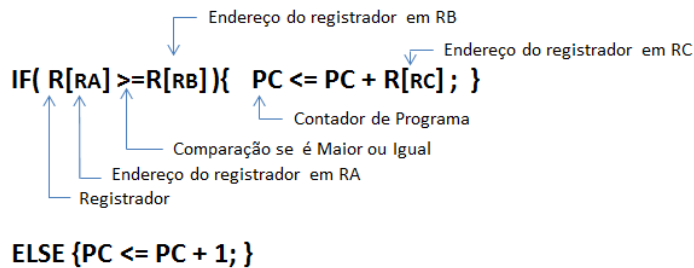 Endereço do registrador em RB
Endereço do registrador em RC
IF( R[RA] >=R[RB] ){ PC <= PC + R[RC] ; }
Contador de Programa
Comparação se é Maior ou Igual
Endereço do registrador em RA
Registrador
ELSE {PC <= PC + 1; }